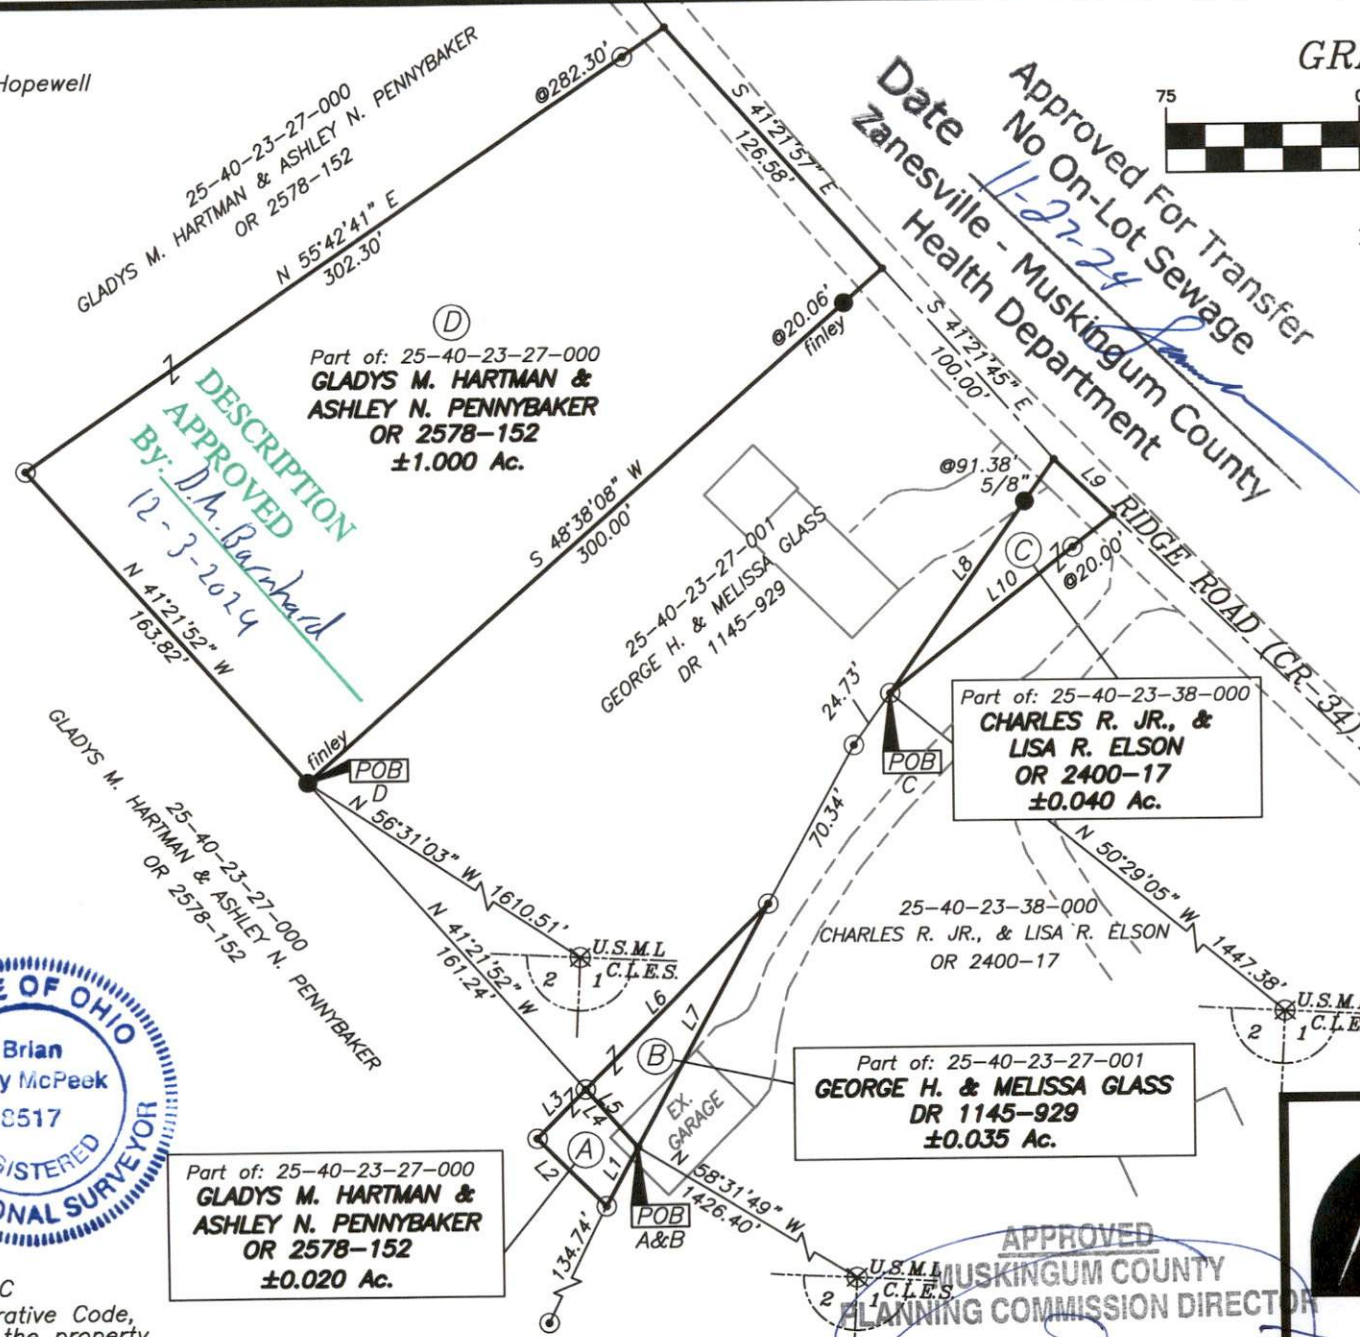 Hopewell
25-40-23-27-000
GLADYS M. HARTMAN & ASHLEY N. PENNYBAKER
OR 2578-152
N 55°42'41" E
302.30'
@282.30'
S 41°21'57" E
126.58'
Date 11-27-24
Approved For Transfer
No On-Lot Sewage
Zanesville - Muskingum County
Health Department
75
D
Part of: 25-40-23-27-000
GLADYS M. HARTMAN &
ASHLEY N. PENNYBAKER
OR 2578-152
±1.000 Ac.
DESCRIPTION
APPROVED
By: D.A. Barnhard
12-3-2024
@20.06'
finley
S 41°21'45" E
100.00'
S 48°38'08" W
300.00'
N 41°21'52" W
163.82'
25-40-23-27-001
GEORGE H. & MELISSA GLASS
DR 1145-929
@91.38'
5/8"
L9
RIDGE ROAD (CR-34)
C
L8
L10
@20.00'
24.73'
Part of: 25-40-23-38-000
CHARLES R. JR., &
LISA R. ELSON
OR 2400-17
±0.040 Ac.
POB
C
finley
POB
D
GLADYS M. HARTMAN & ASHLEY N. PENNYBAKER
25-40-23-27-000
OR 2578-152
N 56°31'03" W 1610.51'
N 41°21'52" W
161.24'
U.S.M.L
C.L.E.S.
2
1
70.34'
25-40-23-38-000
CHARLES R. JR., & LISA R. ELSON
OR 2400-17
N 50°29'05" W 1447.38'
U.S.M.L
C.L.E.S
2
1
L6
L7
B
Part of: 25-40-23-27-001
GEORGE H. & MELISSA GLASS
DR 1145-929
±0.035 Ac.
EX.
GARAGE
L3
L4
L5
A
L2
L1
Part of: 25-40-23-27-000
GLADYS M. HARTMAN &
ASHLEY N. PENNYBAKER
OR 2578-152
±0.020 Ac.
POB
A&B
N 58°31'49" W
1426.40'
134.74'
U.S.M.L
C.L.E.S.
2
1
E OF OHIO
Brian
y McPeek
8517
ISTERED
ONAL SURVEYOR
APPROVED
MUSKINGUM COUNTY
PLANNING COMMISSION DIRECTOR
C
rative Code,
the property